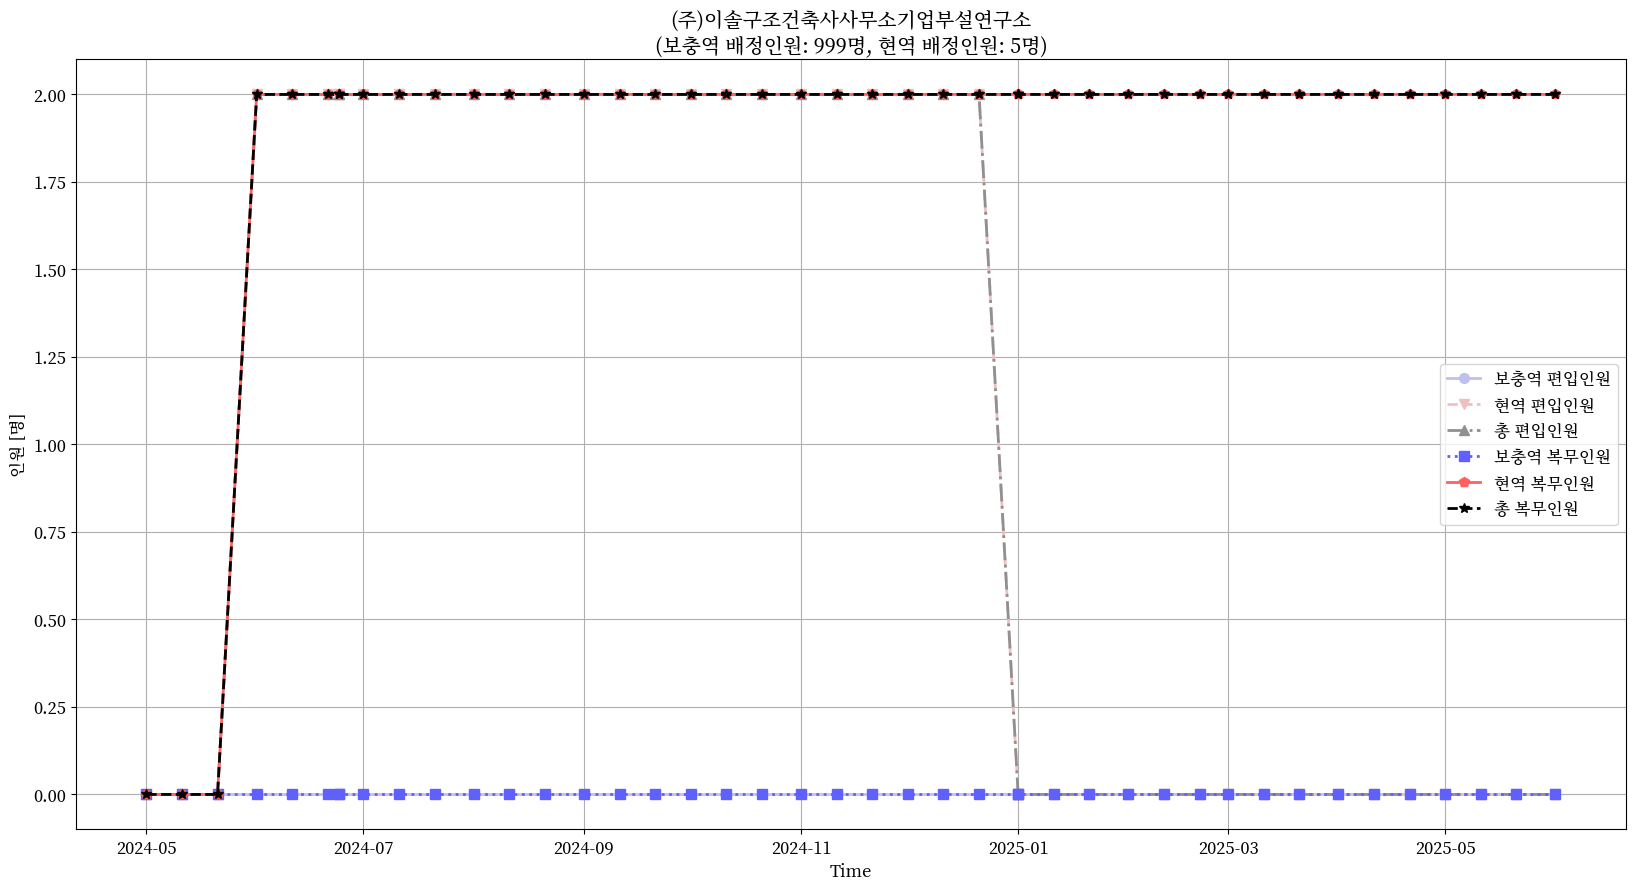 (주)이솔구조건축사사무소기업부설연구소
(보충역 배정인원: 999명, 현역 배정인원: 5명)
인원 [명]
2.00
1.75
1.50
1.25
1.00
0.75
0.50
0.25
0.00
보충역 편입인원
현역 편입인원
총 편입인원
보충역 복무인원
현역 복무인원
총 복무인원
2024-05
2024-07
2024-09
2024-11
2025-01
2025-03
2025-05
Time